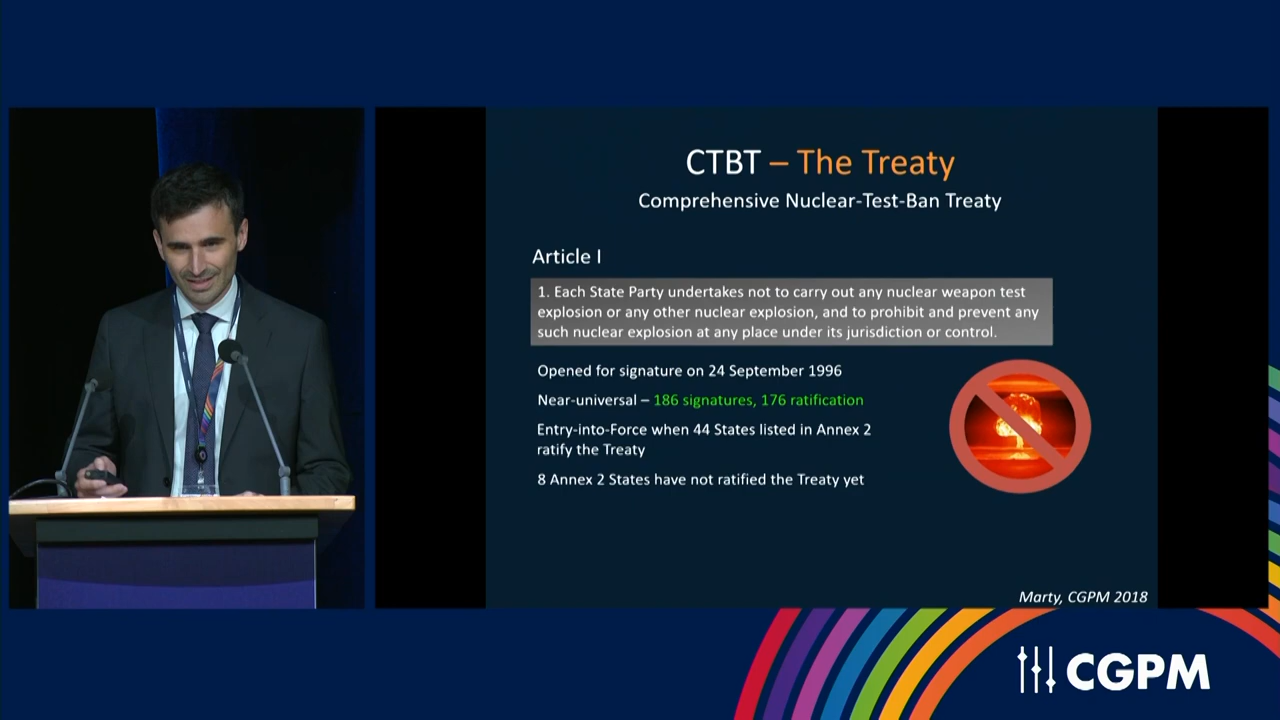 CTBT – The Treaty
Comprehensive Nuclear-Test-Ban Treaty
Article I
1. Each State Party undertakes not to carry out any nuclear weapon test
explosion or any other nuclear explosion, and to prohibit and prevent any
such nuclear explosion at any place under its jurisdiction or control.
Opened for signature on 24 September 1996
Near-universal – 186 signatures, 176 ratification
Entry-into-Force when 44 States listed in Annex 2
ratify the Treaty
8 Annex 2 States have not ratified the Treaty yet
Marty, CGPM 2018
CGPM